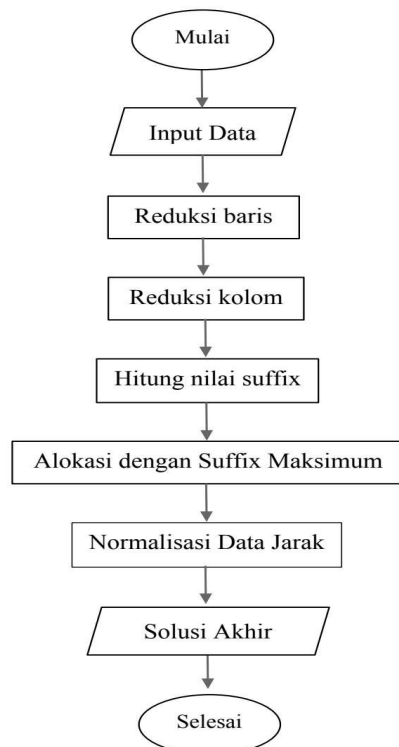 Mulai
Input Data
Reduksi baris
Reduksi kolom
Hitung nilai suffix
Alokasi dengan Suffix Maksimum
Normalisasi Data Jarak
Solusi Akhir
Selesai